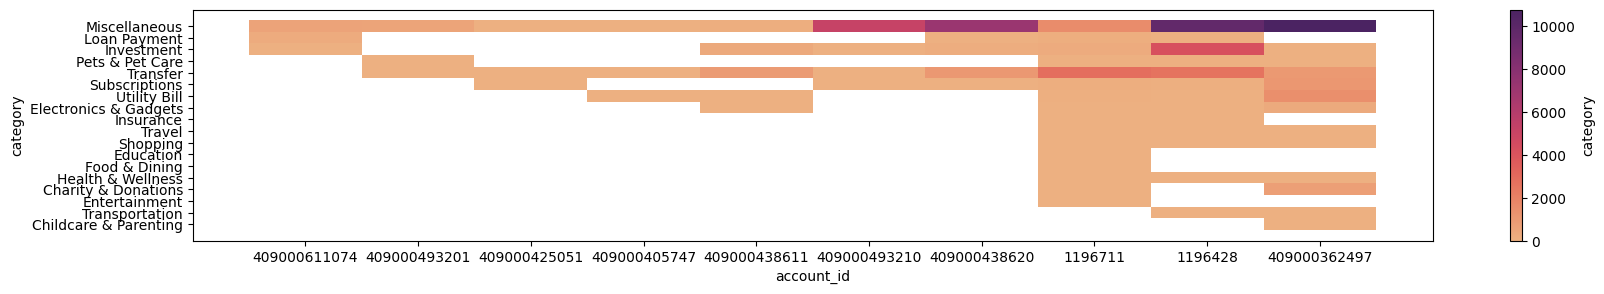 Miscellaneous
Loan Payment
Investment
Pets & Pet Care
Transfer
Subscriptions
Utility Bill
Electronics & Gadgets
Insurance
Travel
Shopping
Education
Food & Dining
Health & Wellness
Charity & Donations
Entertainment
Transportation
Childcare & Parenting
category
409000611074 409000493201 409000425051 409000405747 409000438611 409000493210 409000438620 1196711 1196428 409000362497
account_id
10000
8000
6000
4000
2000
0
category